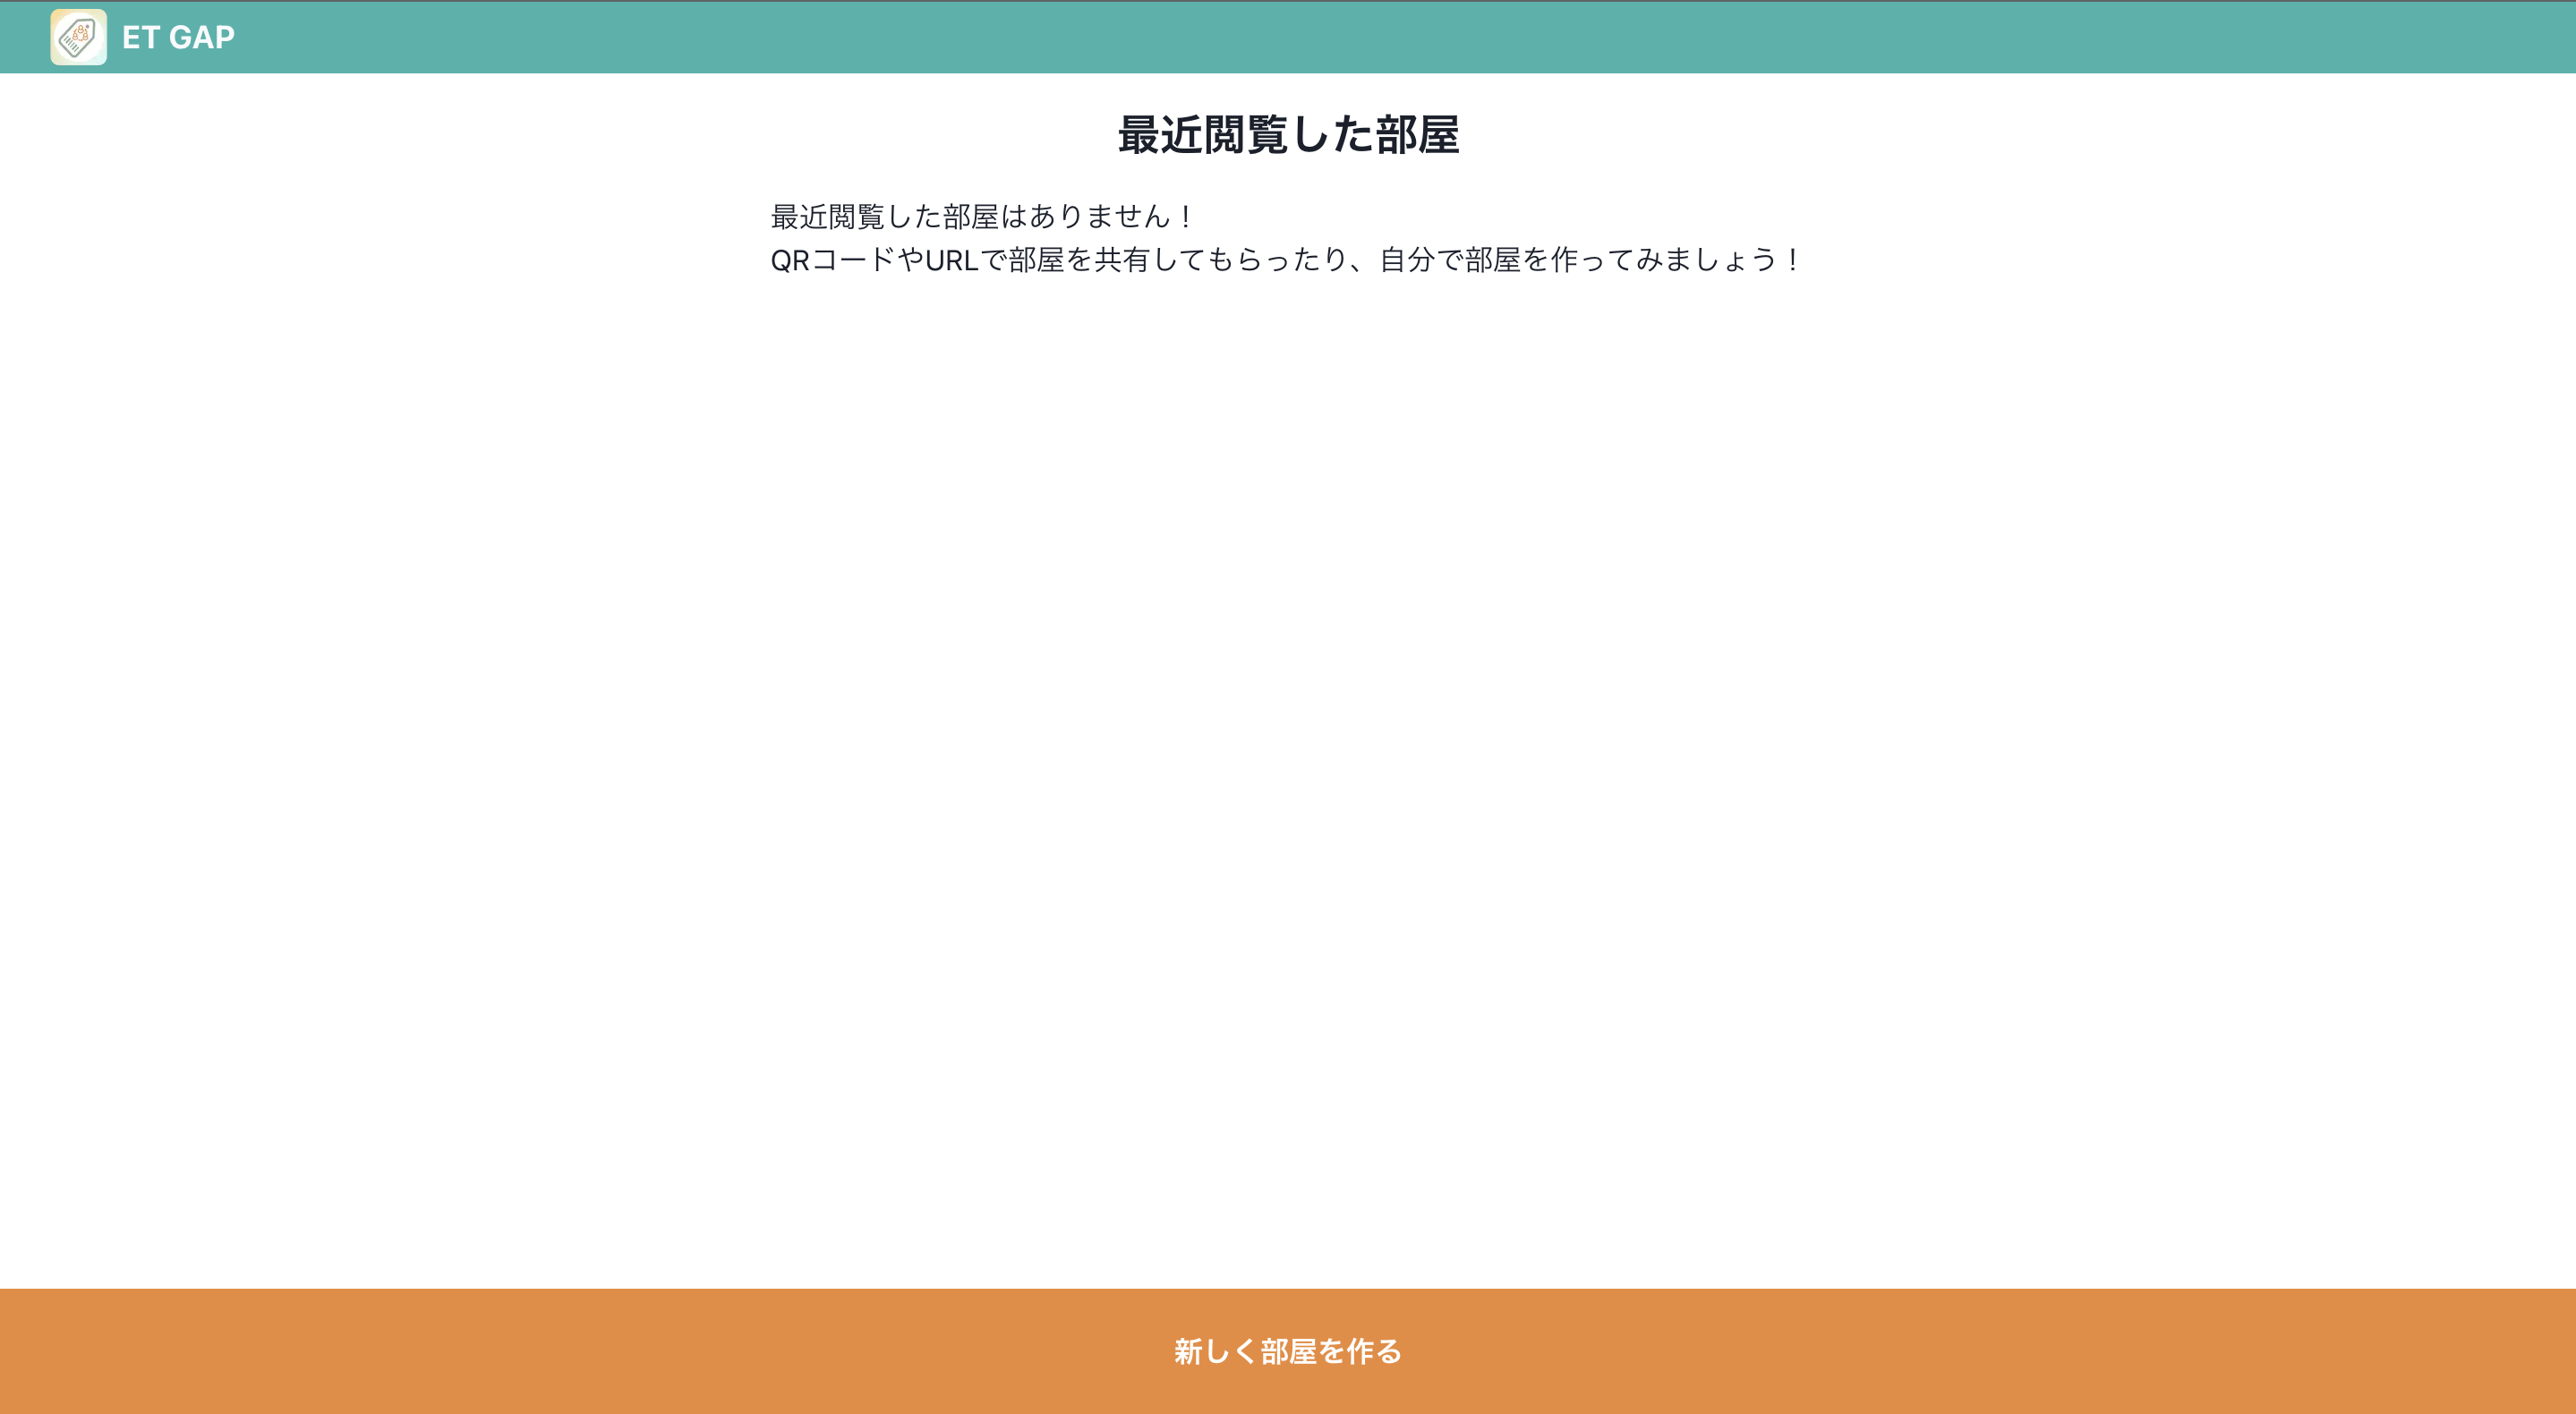 ET GAP
最近閲覧した部屋
最近閲覧した部屋はありません！
QRコードやURLで部屋を共有してもらったり、自分で部屋を作ってみましょう！
新しく部屋を作る